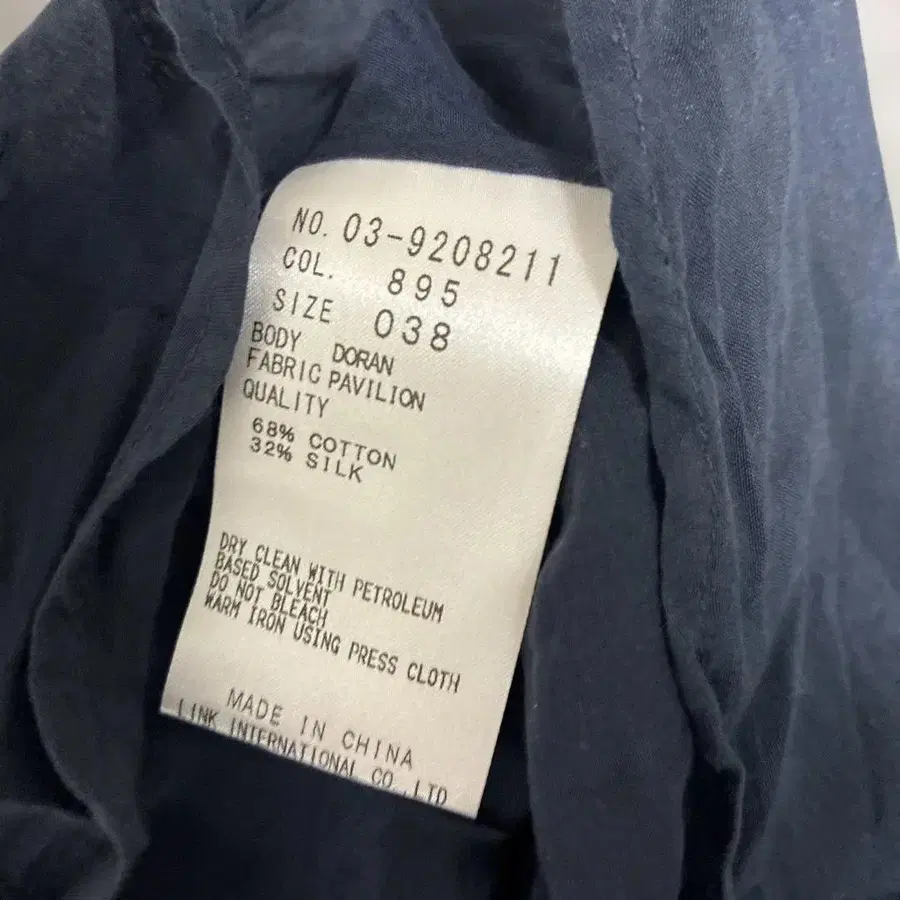 NO. 03-9208211
COL. 895
SIZE 038
BODY DORAN
FABRIC PAVILION
QUALITY
68% COTTON
32% SILK
DRY CLEAN WITH PETROLEUM
BASED SOLVENT
DO NOT BLEACH
WARM IRON USING PRESS CLOTH
MADE IN CHINA
LINK INTERNATIONAL CO.,LTD